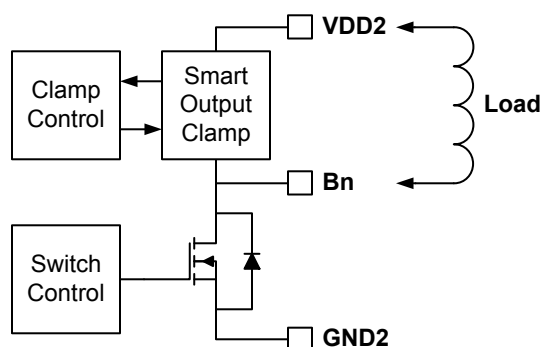 VDD2
Clamp
Control
Smart
Output
Clamp
Load
Bn
Switch
Control
GND2